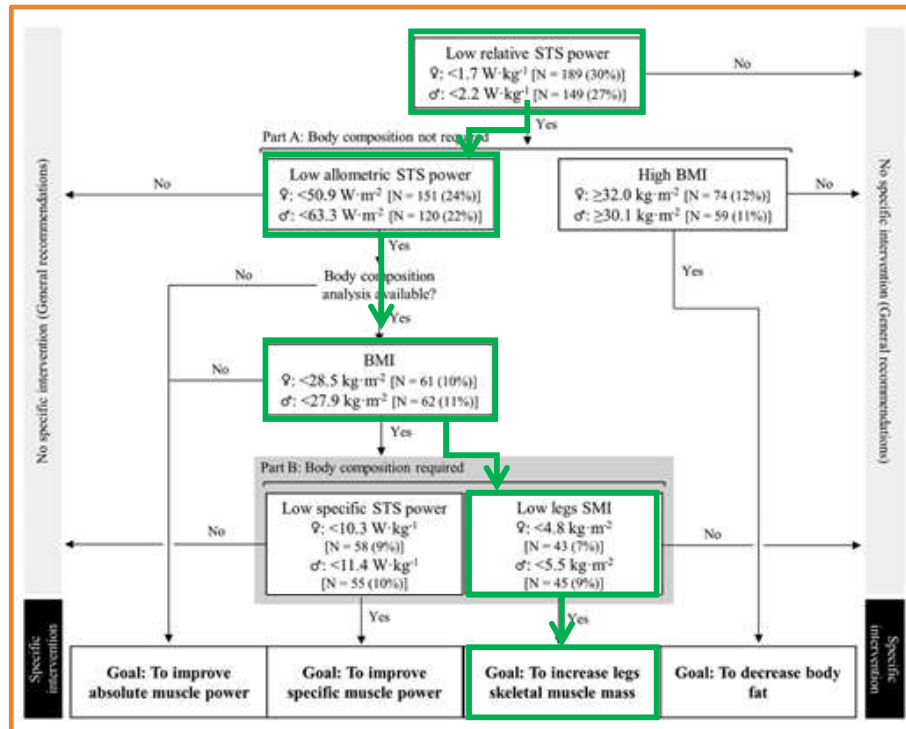 Low relative STS power
♀: <1.7 W·kg⁻¹ [N = 189 (30%)]
♂: <2.2 W·kg⁻¹ [N = 149 (27%)]
No
Yes
Part A: Body composition not required
Low allometric STS power
♀: <50.9 W·m⁻² [N = 151 (24%)]
♂: <63.3 W·m⁻² [N = 120 (22%)]
No
High BMI
♀: ≥32.0 kg·m⁻² [N = 74 (12%)]
♂: ≥30.1 kg·m⁻² [N = 59 (11%)]
No
Yes
Yes
No
Body composition
analysis available?
Yes
BMI
♀: <28.5 kg·m⁻² [N = 61 (10%)]
♂: <27.9 kg·m⁻² [N = 62 (11%)]
No
Yes
Part B: Body composition required
Low specific STS power
♀: <10.3 W·kg⁻¹
[N = 58 (9%)]
♂: <11.4 W·kg⁻¹
[N = 55 (10%)]
No
Low legs SMI
♀: <4.8 kg·m⁻²
[N = 43 (7%)]
♂: <5.5 kg·m⁻²
[N = 45 (9%)]
No
Yes
Yes
No specific intervention (General recommendations)
No specific intervention (General recommendations)
Specific
intervention
Goal: To improve
absolute muscle power
Goal: To improve
specific muscle power
Goal: To increase legs
skeletal muscle mass
Goal: To decrease body
fat
Specific
intervention